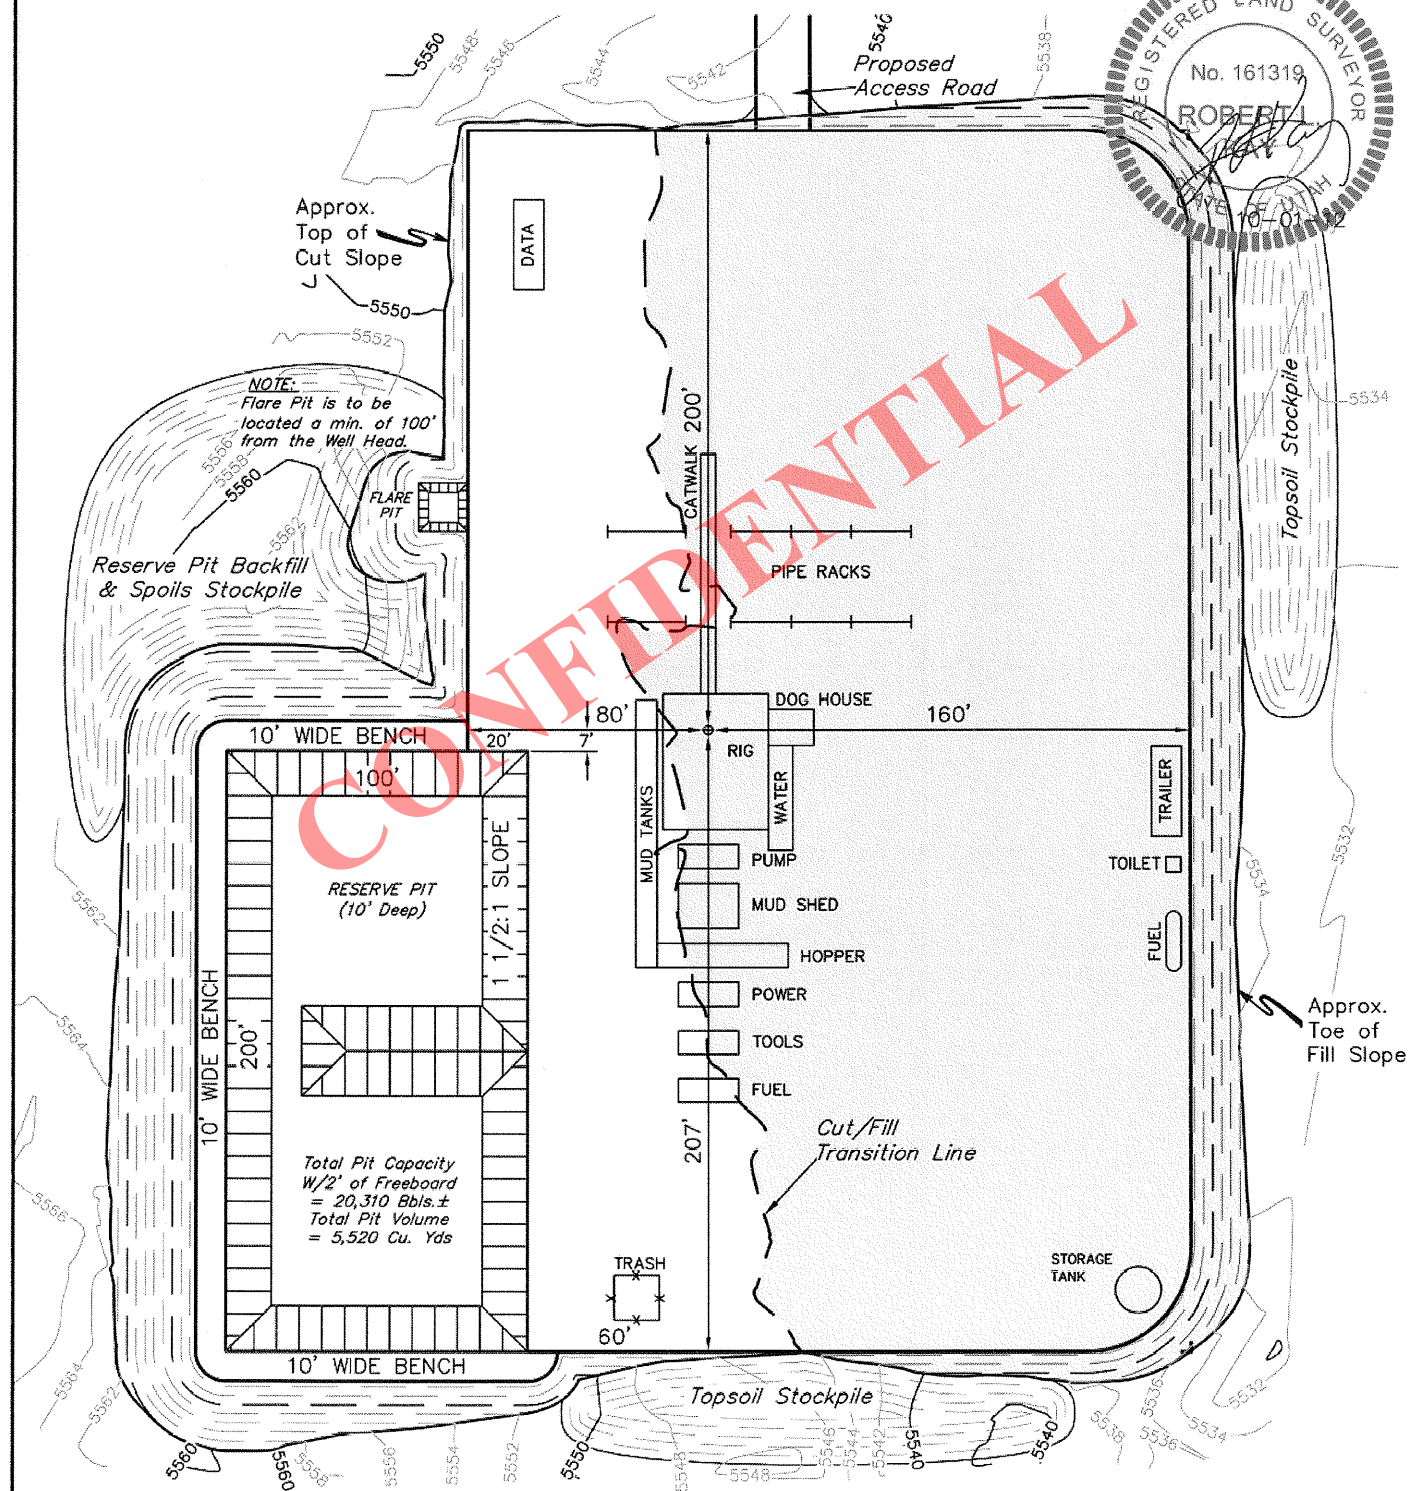 5550
5548
5546
5544
5542
5540
5538
Proposed
Access Road
REGISTERED LAND SURVEYOR
No. 161319
ROBERT L.
STATE OF UTAH
Approx.
Top of
Cut Slope
5550
5552
DATA
NOTE:
Flare Pit is to be
located a min. of 100'
from the Well Head.
5556
5558
5560
5562
FLARE
PIT
Reserve Pit Backfill
& Spoils Stockpile
CATWALK
200'
PIPE RACKS
Topsoil Stockpile
5534
CONFIDENTIAL
DOG HOUSE
80'
160'
RIG
20'
7'
10' WIDE BENCH
100'
WATER
MUD TANKS
TRAILER
5532
5534
PUMP
TOILET
MUD SHED
FUEL
HOPPER
POWER
TOOLS
FUEL
RESERVE PIT
(10' Deep)
1 1/2:1 SLOPE
5562
5564
5566
10' WIDE BENCH
200'
207'
Approx.
Toe of
Fill Slope
Cut/Fill
Transition Line
Total Pit Capacity
W/2' of Freeboard
= 20,310 Bbls.±
Total Pit Volume
= 5,520 Cu. Yds
TRASH
STORAGE
TANK
60'
10' WIDE BENCH
Topsoil Stockpile
5564
5562
5560
5560
5558
5556
5554
5552
5550
5548
5548
5546
5544
5542
5540
5540
5538
5536
5536
5534
5532